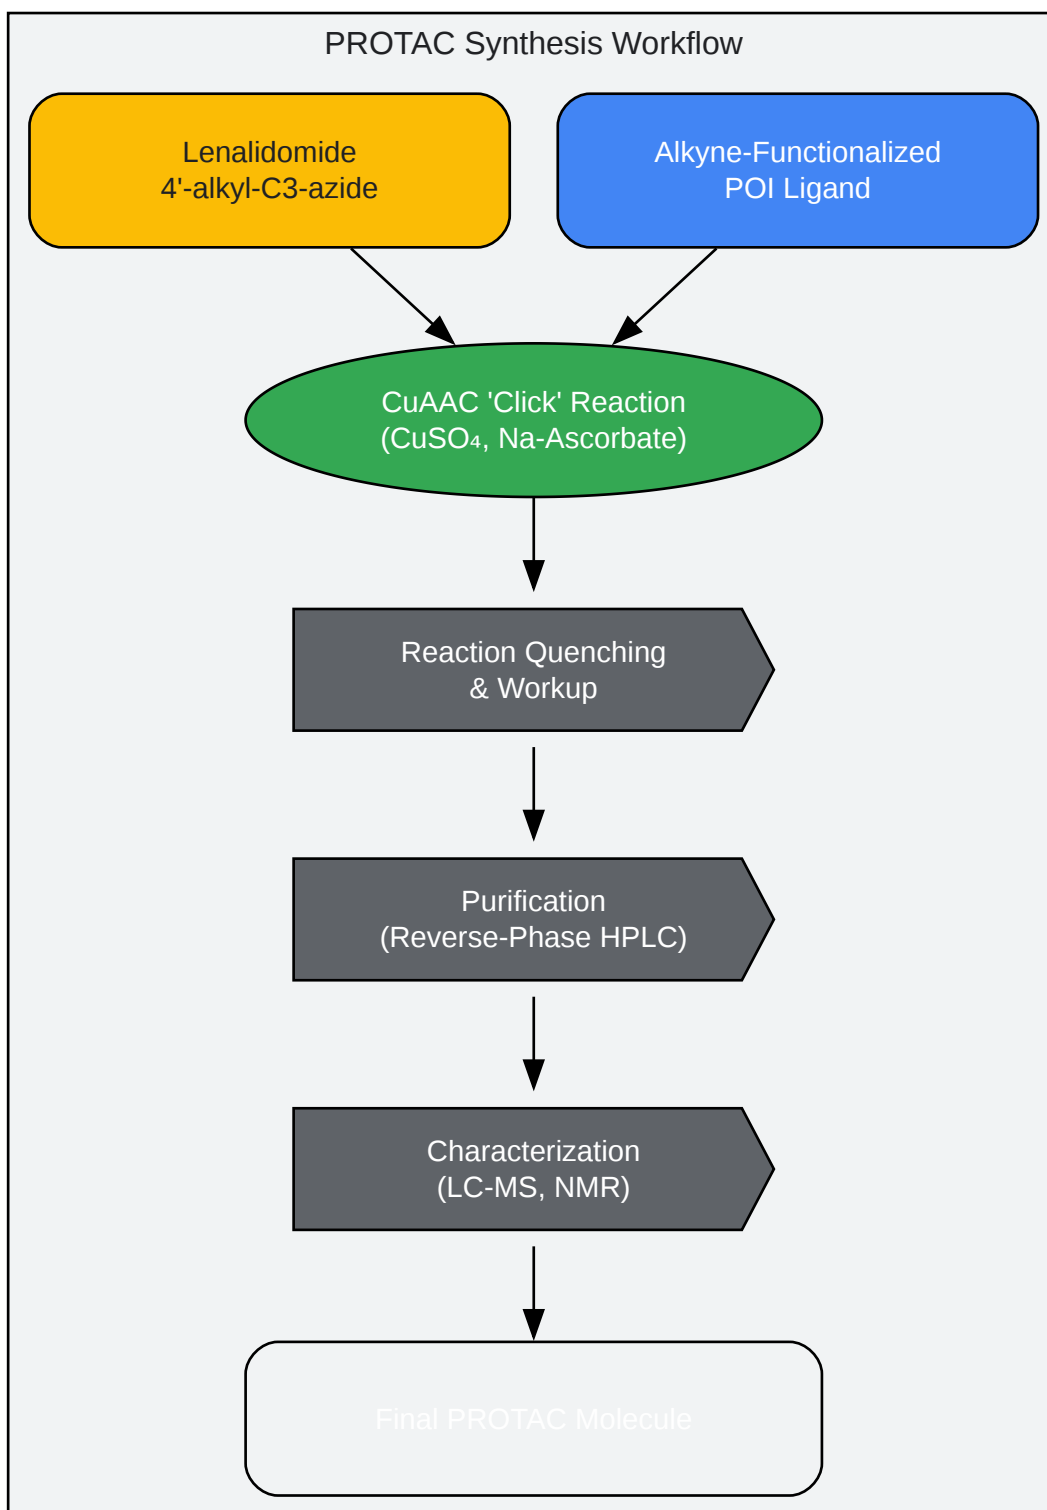 PROTAC Synthesis Workflow
Lenalidomide
4'-alkyl-C3-azide
Alkyne-Functionalized
POI Ligand
CuAAC 'Click' Reaction
(CuSO₄, Na-Ascorbate)
Reaction Quenching
& Workup
Purification
(Reverse-Phase HPLC)
Characterization
(LC-MS, NMR)
Final PROTAC Molecule